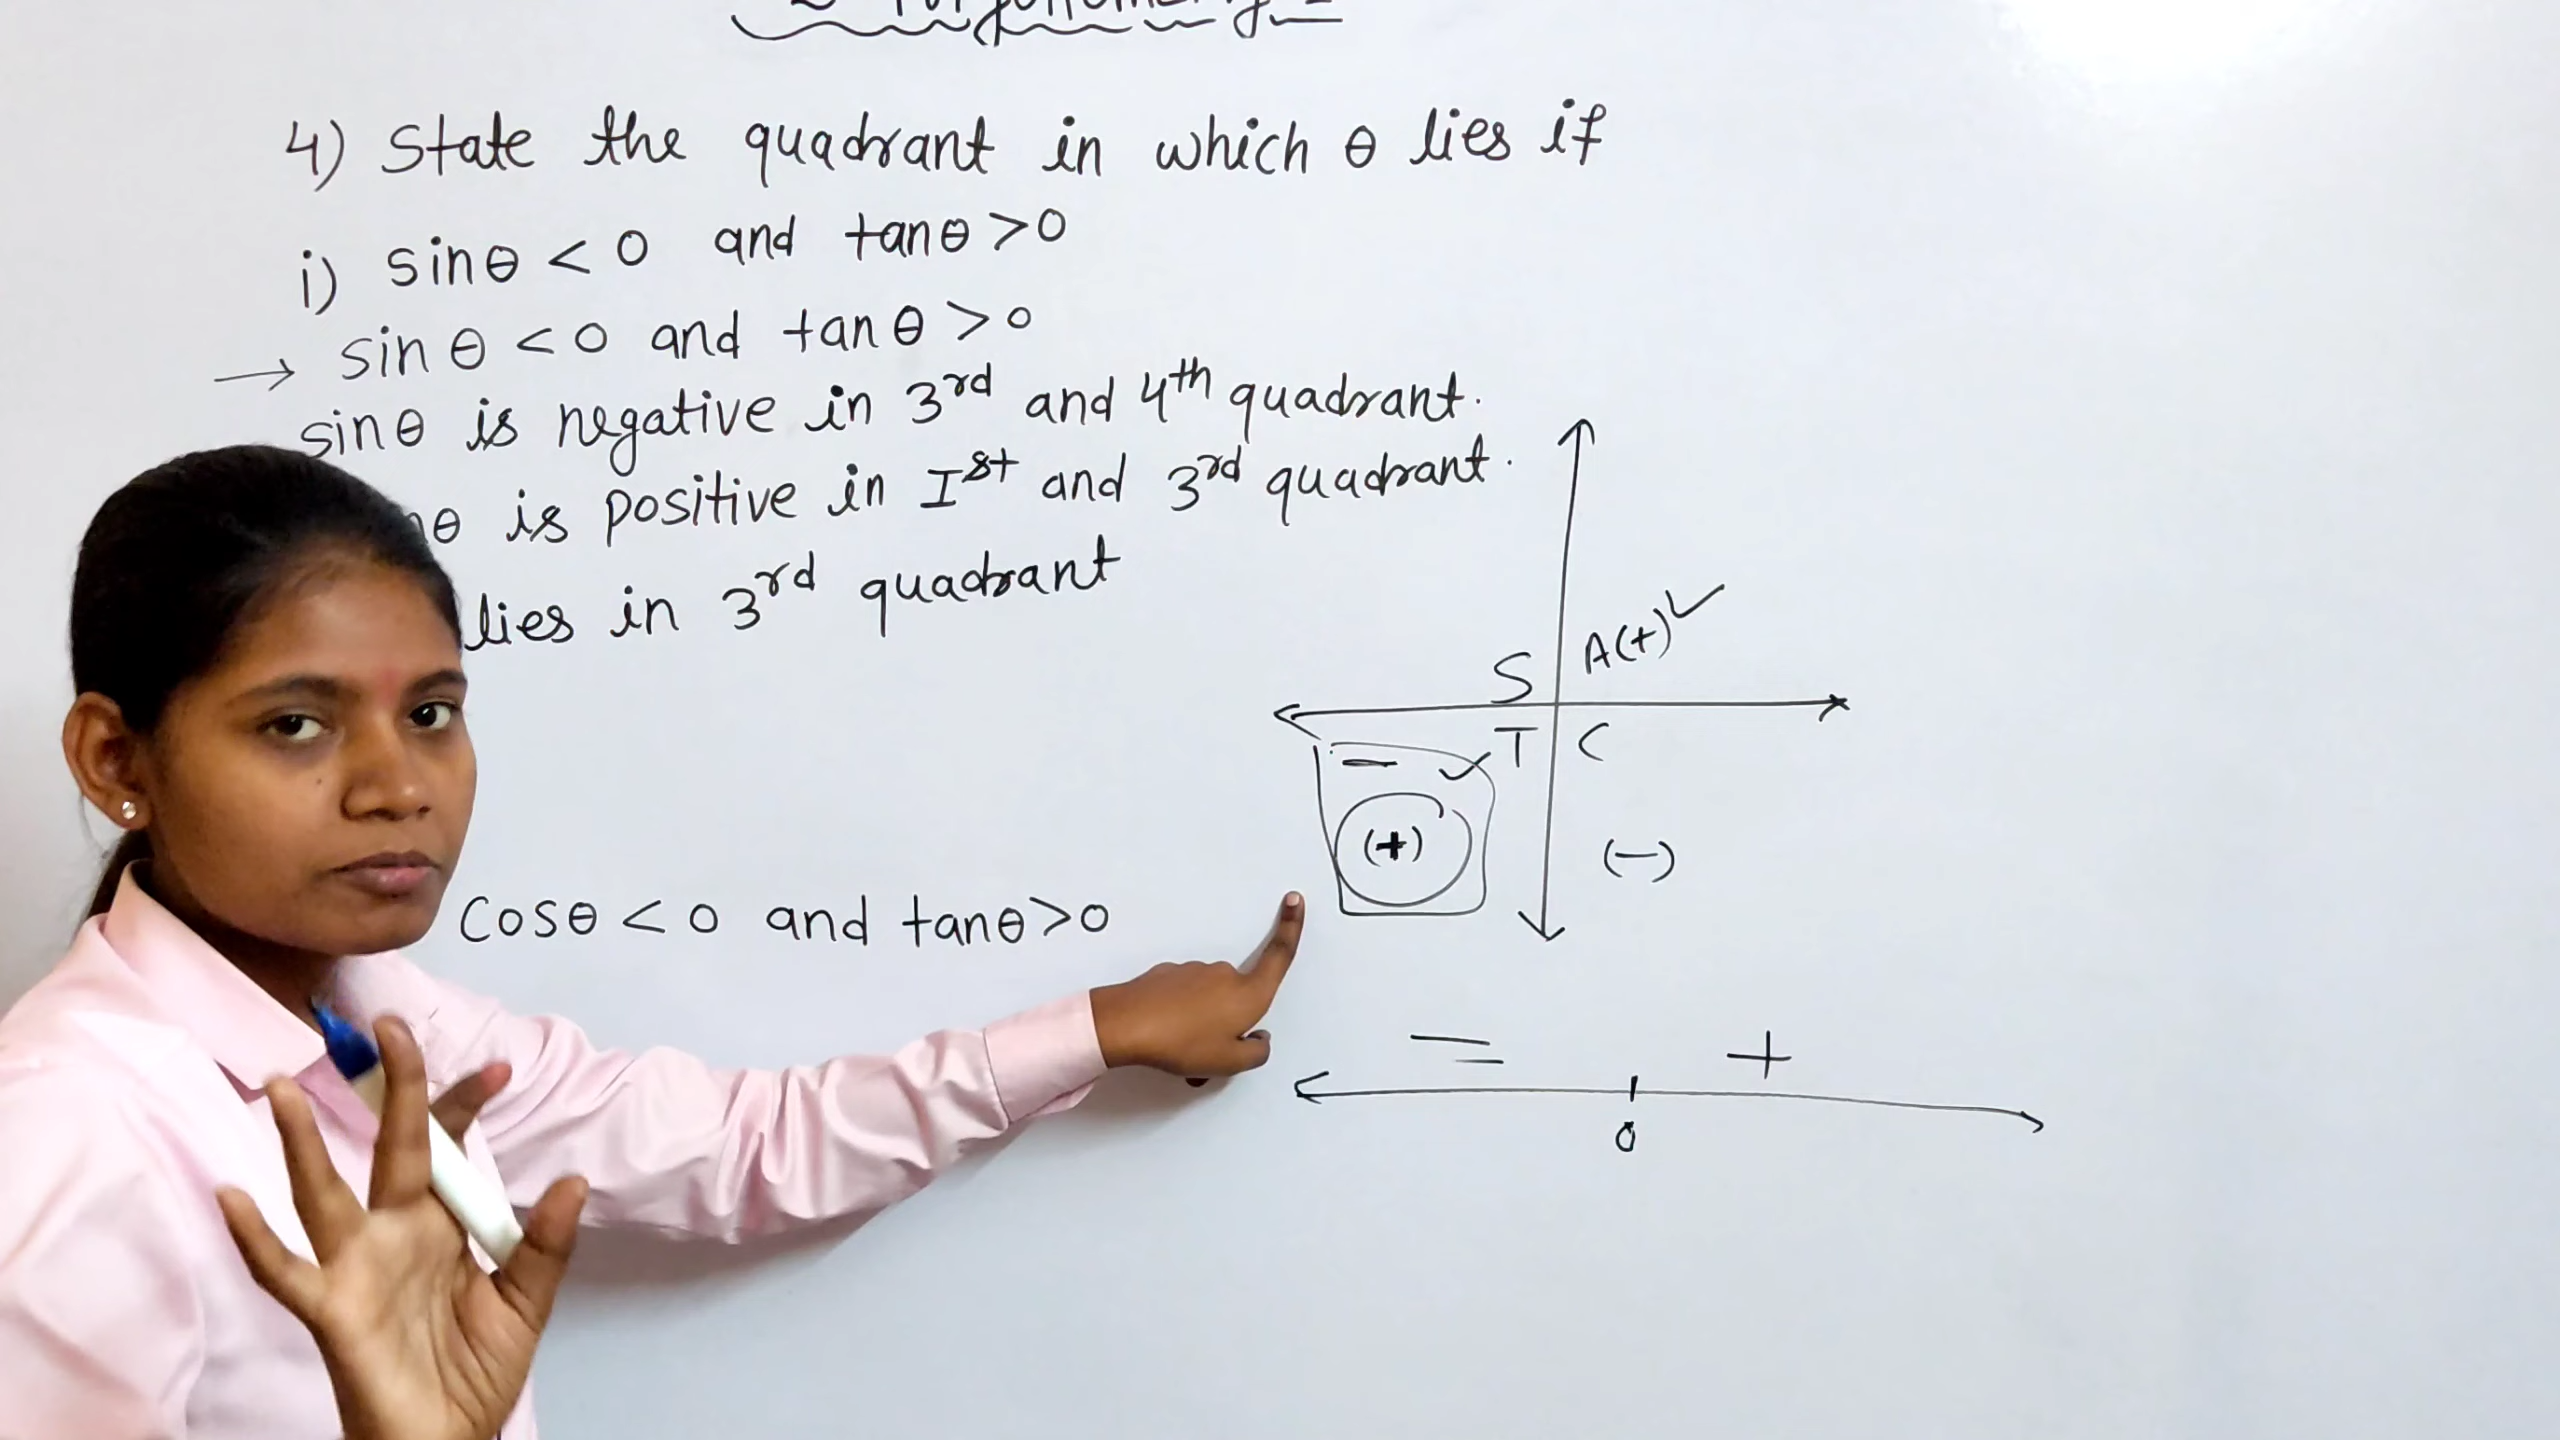 4) State the quadrant in which θ lies if
i) sinθ < 0 and tanθ > 0
→ sin θ < 0 and tan θ > 0
sinθ is negative in 3rd and 4th quadrant.
θ is positive in Ist and 3rd quadrant.
lies in 3rd quadrant
S A(+) ✓
T C
− ✓
(+) (−)
Cosθ < 0 and tanθ > 0
− +
0